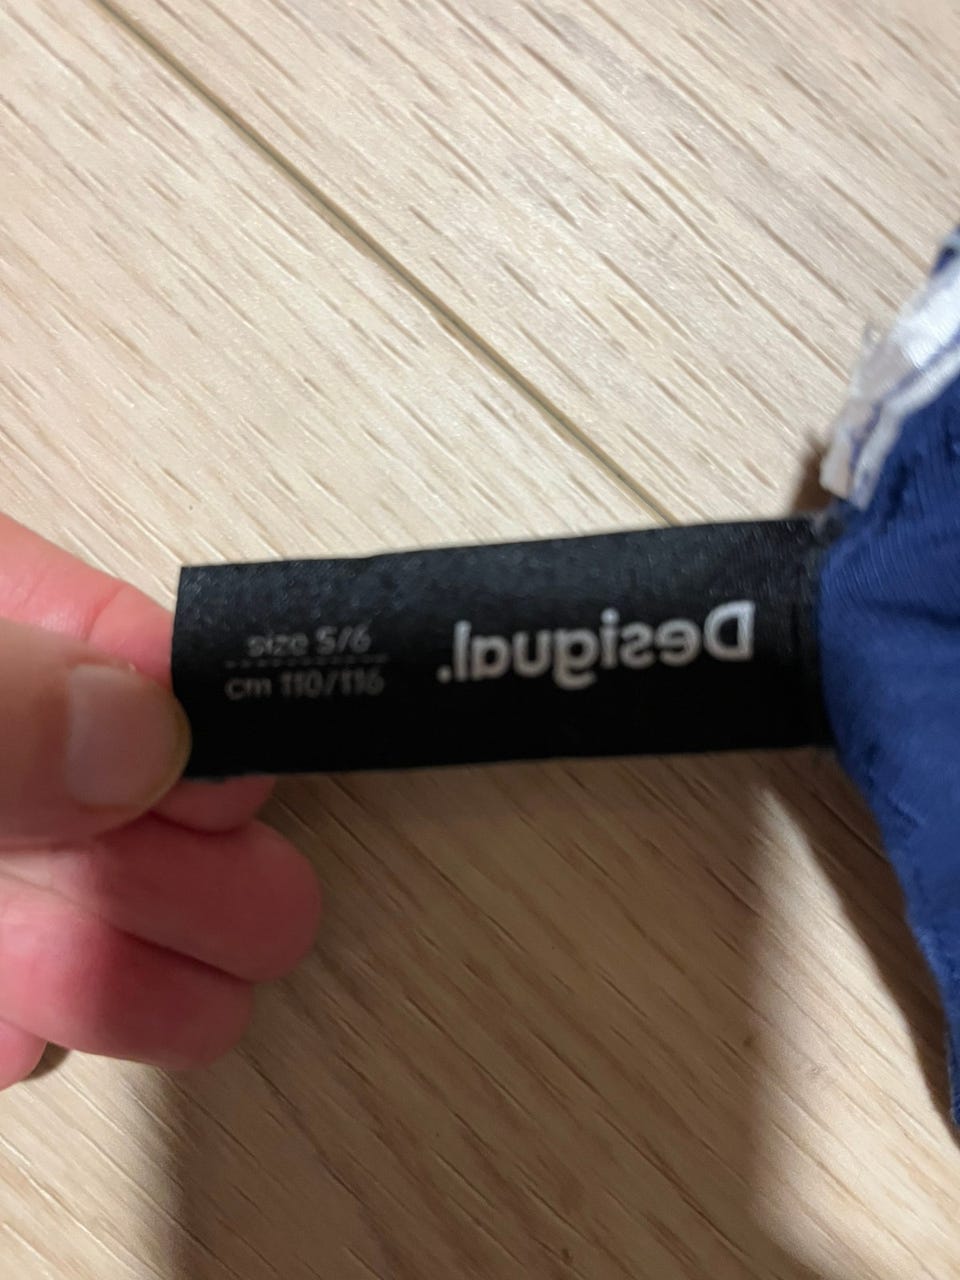 Desigual.
size 5/6
cm 110/116